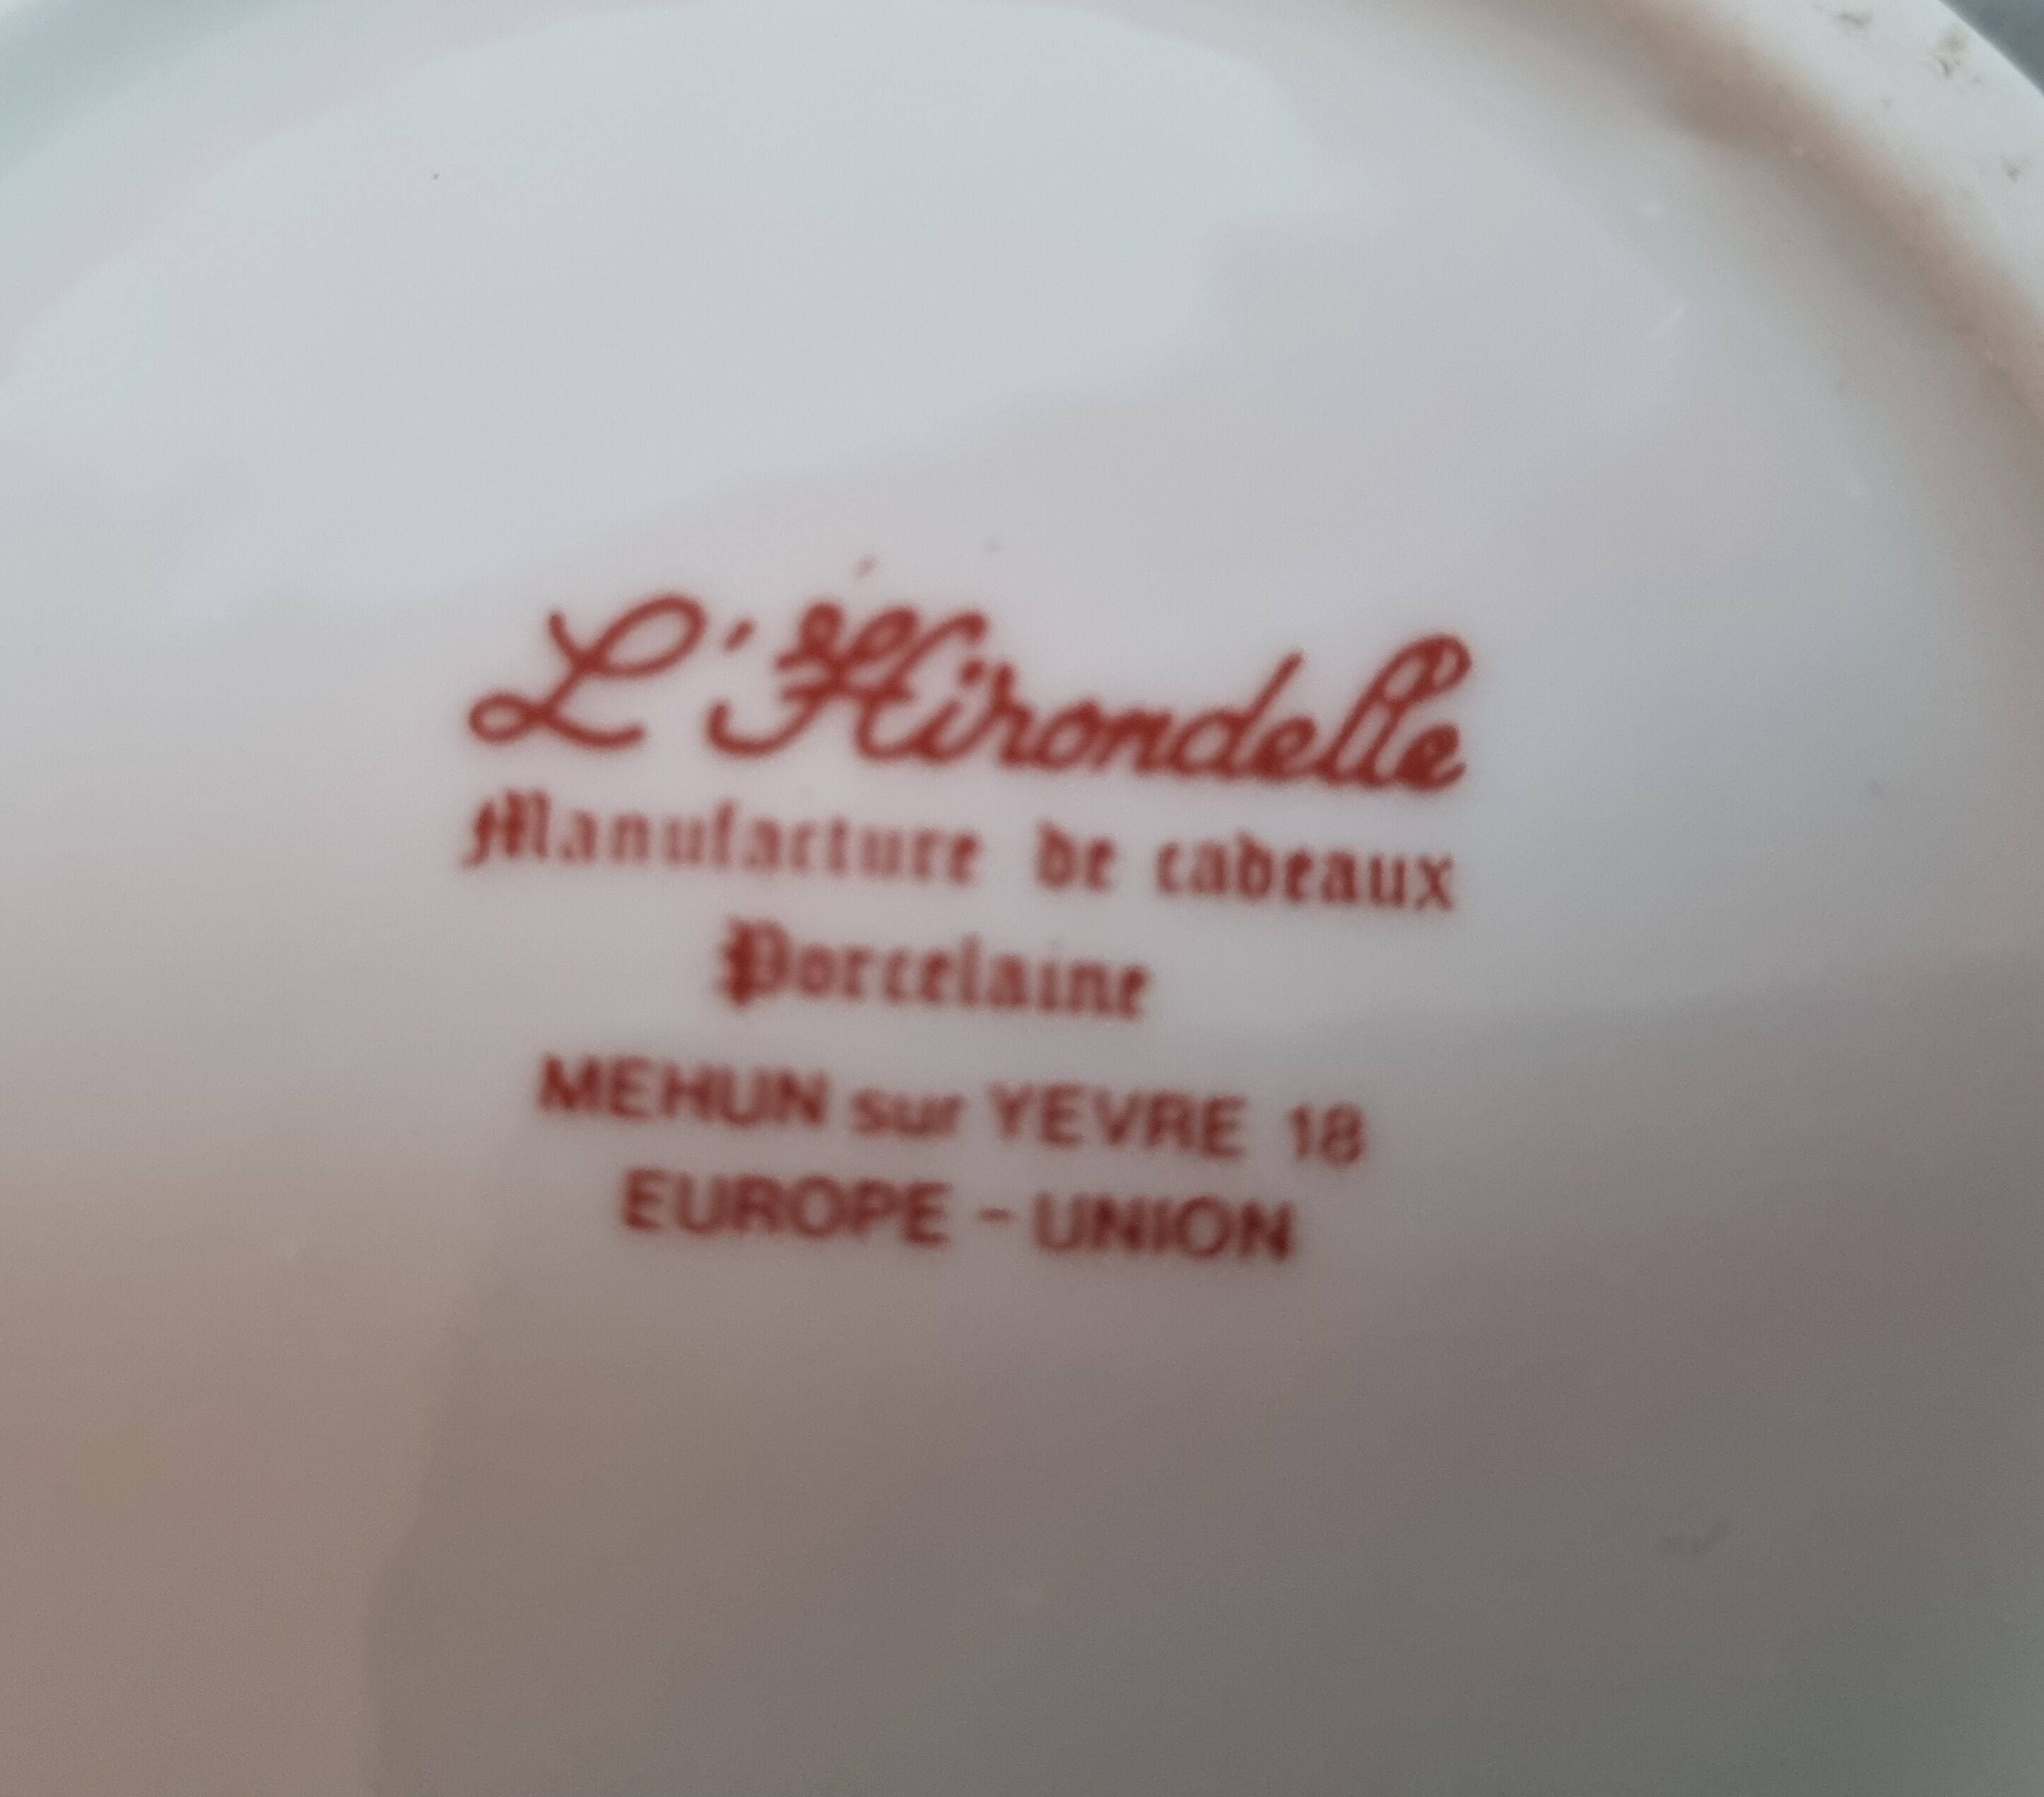 L'Hirondelle
Manufacture de cadeaux
Porcelaine
MEHUN sur YEVRE 18
EUROPE - UNION